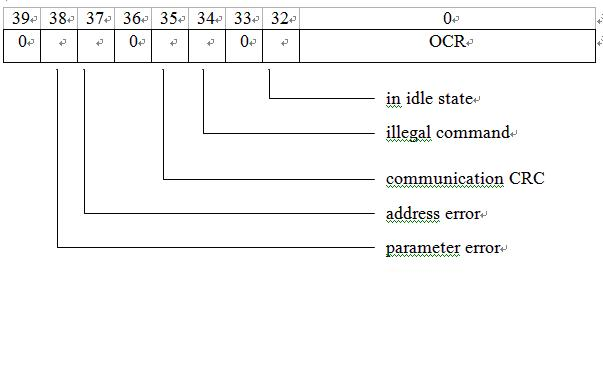 39 38 37 36 35 34 33 32 0
0 0 0 OCR
in idle state
illegal command
communication CRC
address error
parameter error